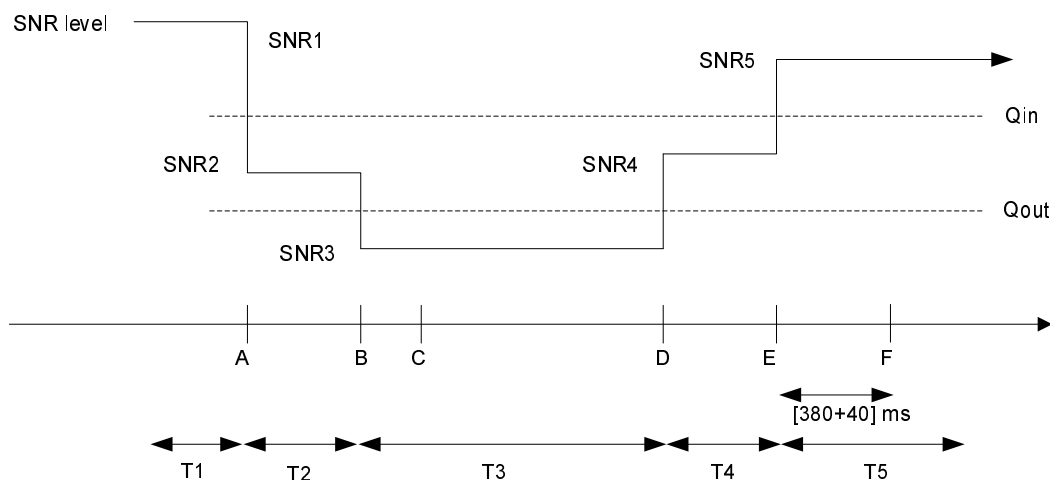 SNR level
SNR1
SNR5
Qin
SNR2
SNR4
Qout
SNR3
A B C D E F
[380+40] ms
T1 T2 T3 T4 T5